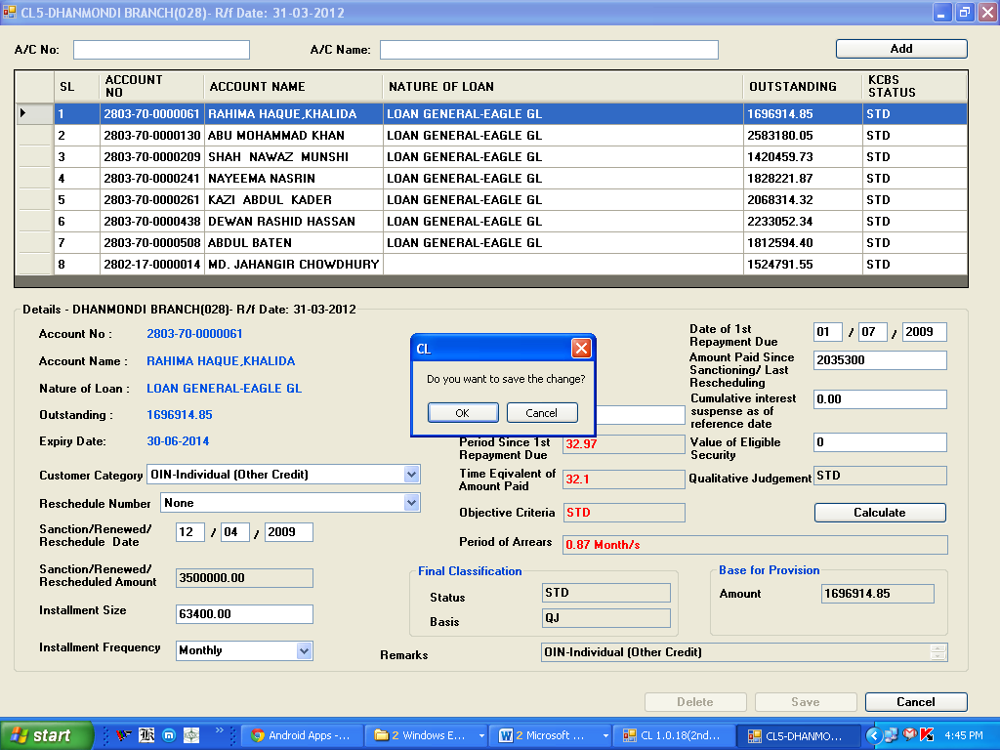 CL5-DHANMONDI BRANCH(028)- R/f Date: 31-03-2012
A/C No:
A/C Name:
Add
SL ACCOUNT NO ACCOUNT NAME NATURE OF LOAN OUTSTANDING KCBS STATUS
1 2803-70-0000061 RAHIMA HAQUE,KHALIDA LOAN GENERAL-EAGLE GL 1696914.85 STD
2 2803-70-0000130 ABU MOHAMMAD KHAN LOAN GENERAL-EAGLE GL 2583180.05 STD
3 2803-70-0000209 SHAH NAWAZ MUNSHI LOAN GENERAL-EAGLE GL 1420459.73 STD
4 2803-70-0000241 NAYEEMA NASRIN LOAN GENERAL-EAGLE GL 1828221.87 STD
5 2803-70-0000261 KAZI ABDUL KADER LOAN GENERAL-EAGLE GL 2068314.32 STD
6 2803-70-0000438 DEWAN RASHID HASSAN LOAN GENERAL-EAGLE GL 2233052.34 STD
7 2803-70-0000508 ABDUL BATEN LOAN GENERAL-EAGLE GL 1812594.40 STD
8 2802-17-0000014 MD. JAHANGIR CHOWDHURY 1524791.55 STD
Details - DHANMONDI BRANCH(028)- R/f Date: 31-03-2012
Account No : 2803-70-0000061
Account Name : RAHIMA HAQUE,KHALIDA
Nature of Loan : LOAN GENERAL-EAGLE GL
Outstanding : 1696914.85
Expiry Date: 30-06-2014
Customer Category OIN-Individual (Other Credit)
Reschedule Number None
Sanction/Renewed/
Reschedule Date 12 / 04 / 2009
Sanction/Renewed/
Rescheduled Amount 3500000.00
Installment Size 63400.00
Installment Frequency Monthly
CL
Do you want to save the change?
OK Cancel
Period Since 1st
Repayment Due 32.97
Time Eqivalent of
Amount Paid 32.1
Objective Criteria STD
Period of Arrears 0.87 Month/s
Date of 1st
Repayment Due 01 / 07 / 2009
Amount Paid Since
Sanctioning/ Last
Rescheduling 2035300
Cumulative interest
suspense as of
reference date 0.00
Value of Eligible
Security 0
Qualitative Judgement STD
Calculate
Final Classification
Status STD
Basis QJ
Base for Provision
Amount 1696914.85
Remarks OIN-Individual (Other Credit)
Delete Save Cancel
start Android Apps - ... 2 Windows E... 2 Microsoft ... CL 1.0.18(2nd... CL5-DHANMO... 4:45 PM